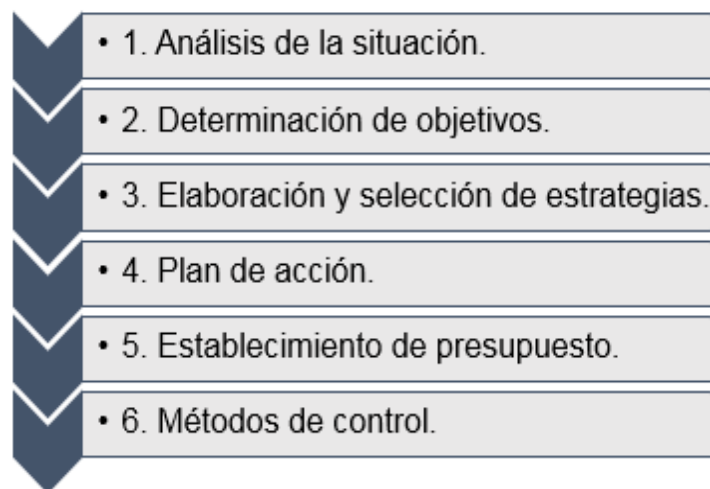 • 1. Análisis de la situación.
• 2. Determinación de objetivos.
• 3. Elaboración y selección de estrategias.
• 4. Plan de acción.
• 5. Establecimiento de presupuesto.
• 6. Métodos de control.